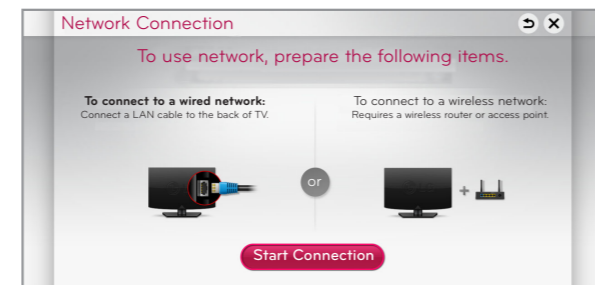 Network Connection
To use network, prepare the following items.
To connect to a wired network:
Connect a LAN cable to the back of TV.
To connect to a wireless network:
Requires a wireless router or access point.
or
+
Start Connection